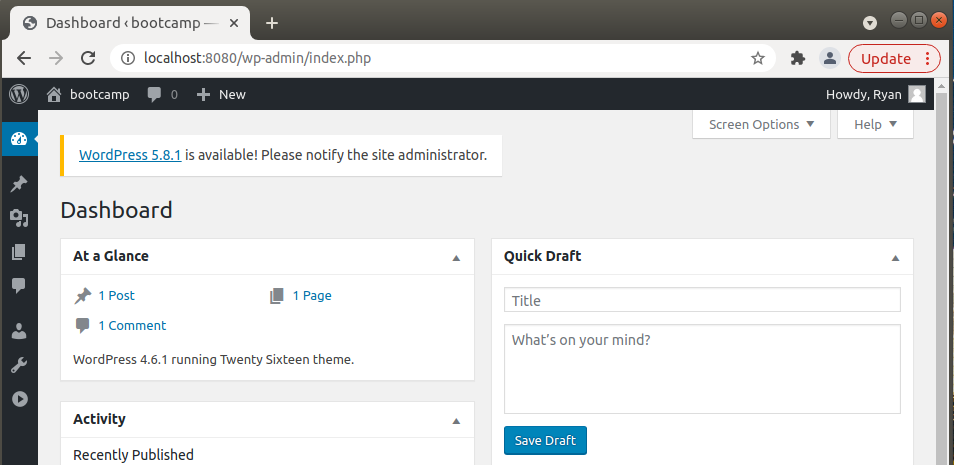 Dashboard ‹ bootcamp —
localhost:8080/wp-admin/index.php
Update
bootcamp 0 New Howdy, Ryan
Screen Options Help
WordPress 5.8.1 is available! Please notify the site administrator.
Dashboard
At a Glance
1 Post 1 Page
1 Comment
WordPress 4.6.1 running Twenty Sixteen theme.
Activity
Recently Published
Quick Draft
Title
What's on your mind?
Save Draft